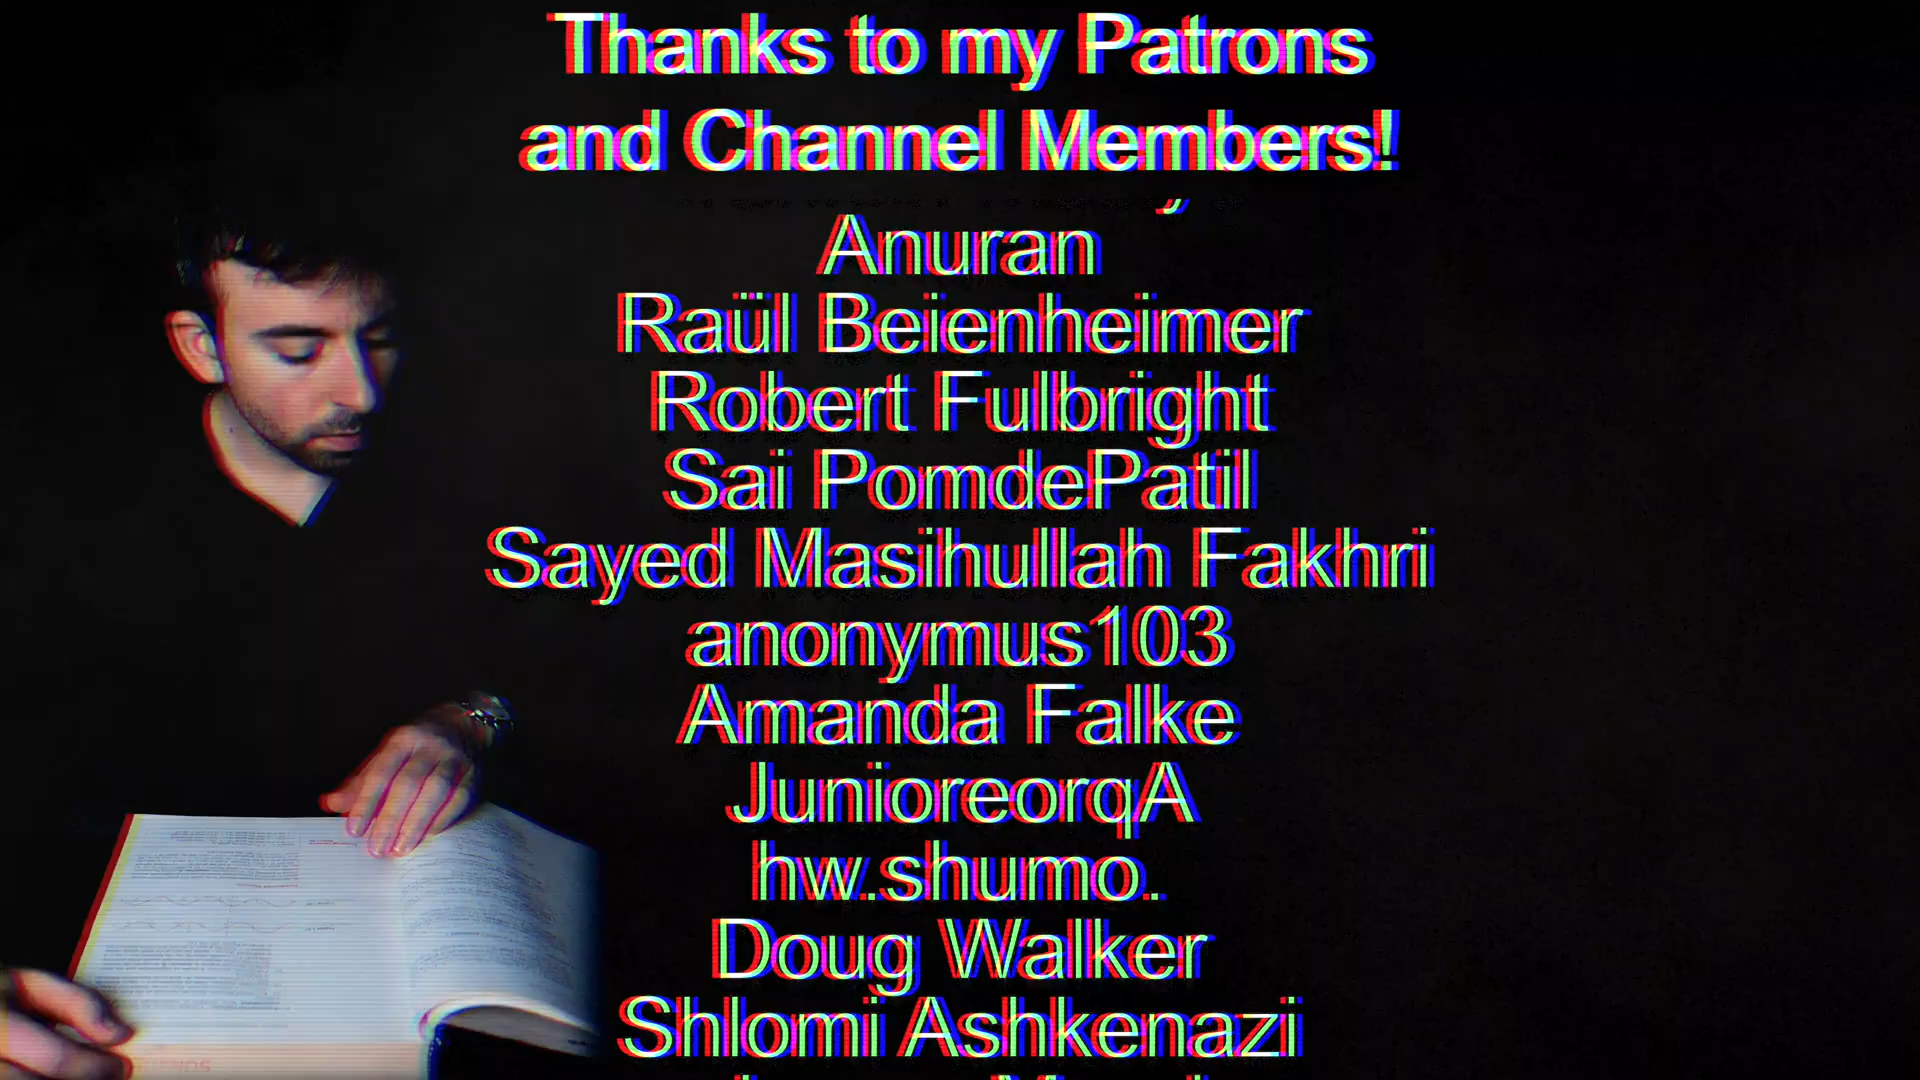 Thanks to my Patrons
and Channel Members!
Anuran
Raül Beienheimer
Robert Fulbright
Sai PomdePatil
Sayed Masihullah Fakhri
anonymus103
Amanda Falke
JunioreorqA
hw.shumo.
Doug Walker
Shlomi Ashkenazi